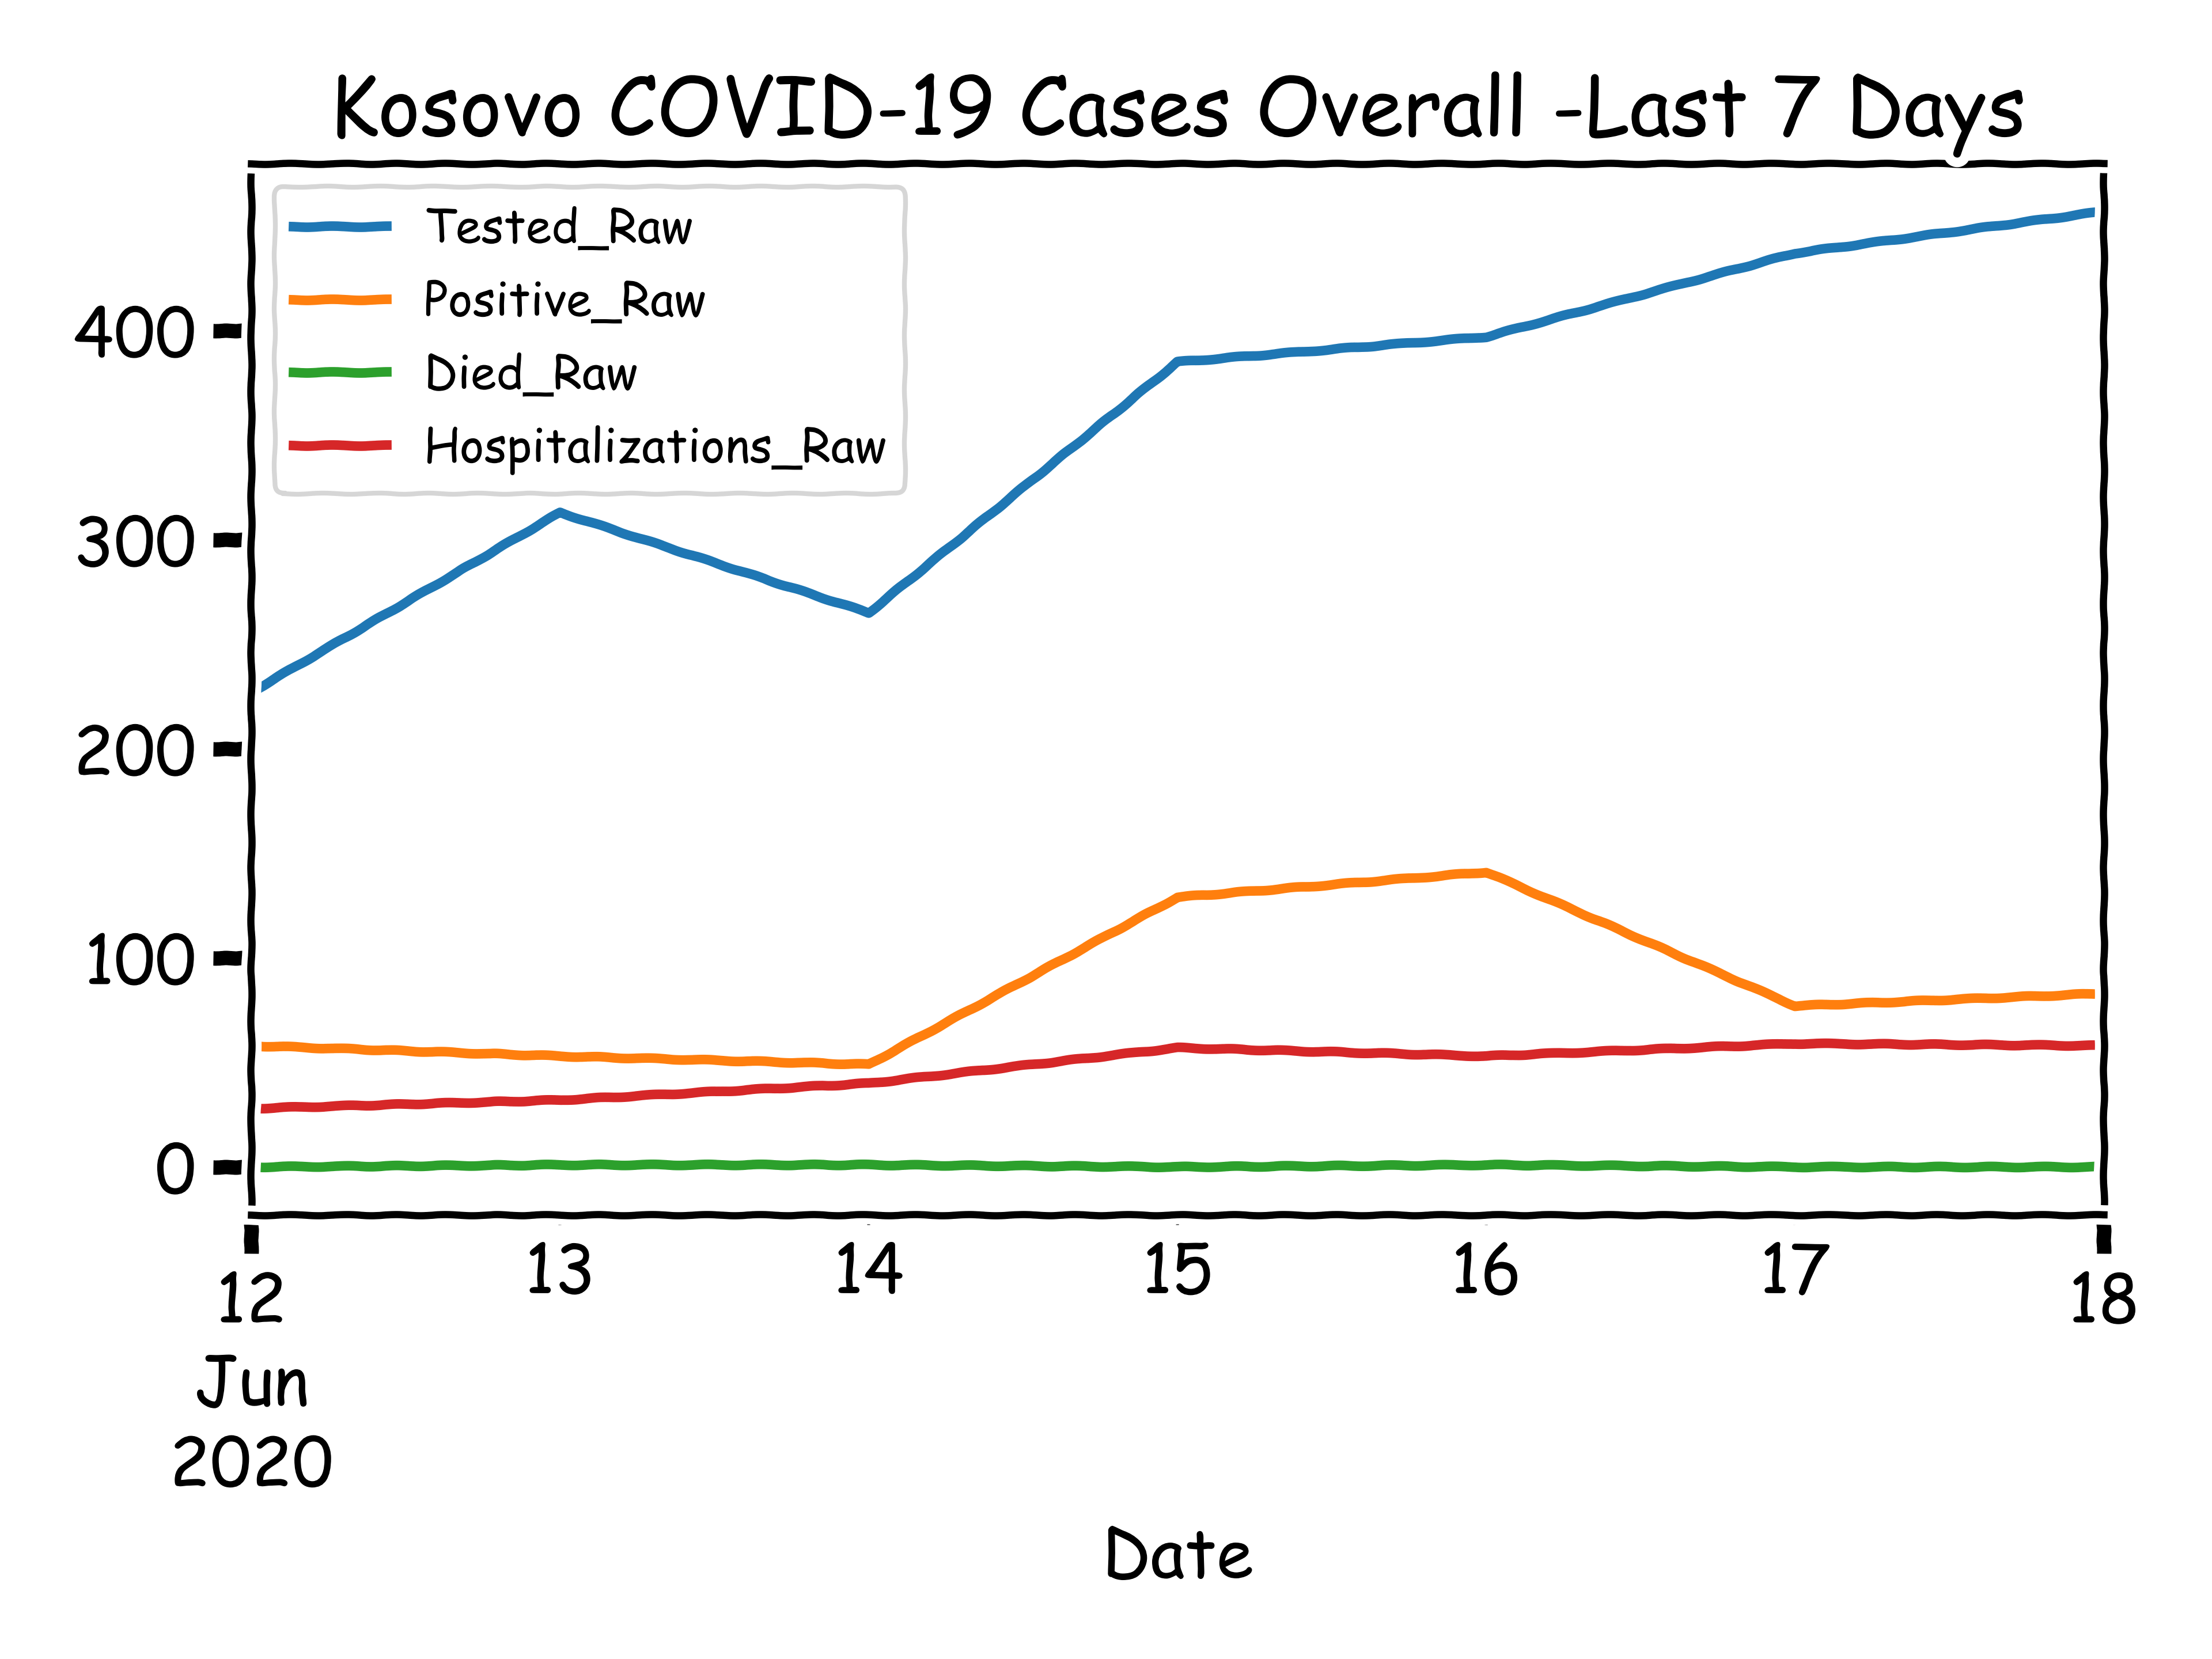 Kosovo COVID-19 Cases Overall -Last 7 Days
Tested_Raw
Positive_Raw
Died_Raw
Hospitalizations_Raw
400
300
200
100
0
12 13 14 15 16 17 18
Jun
2020
Date